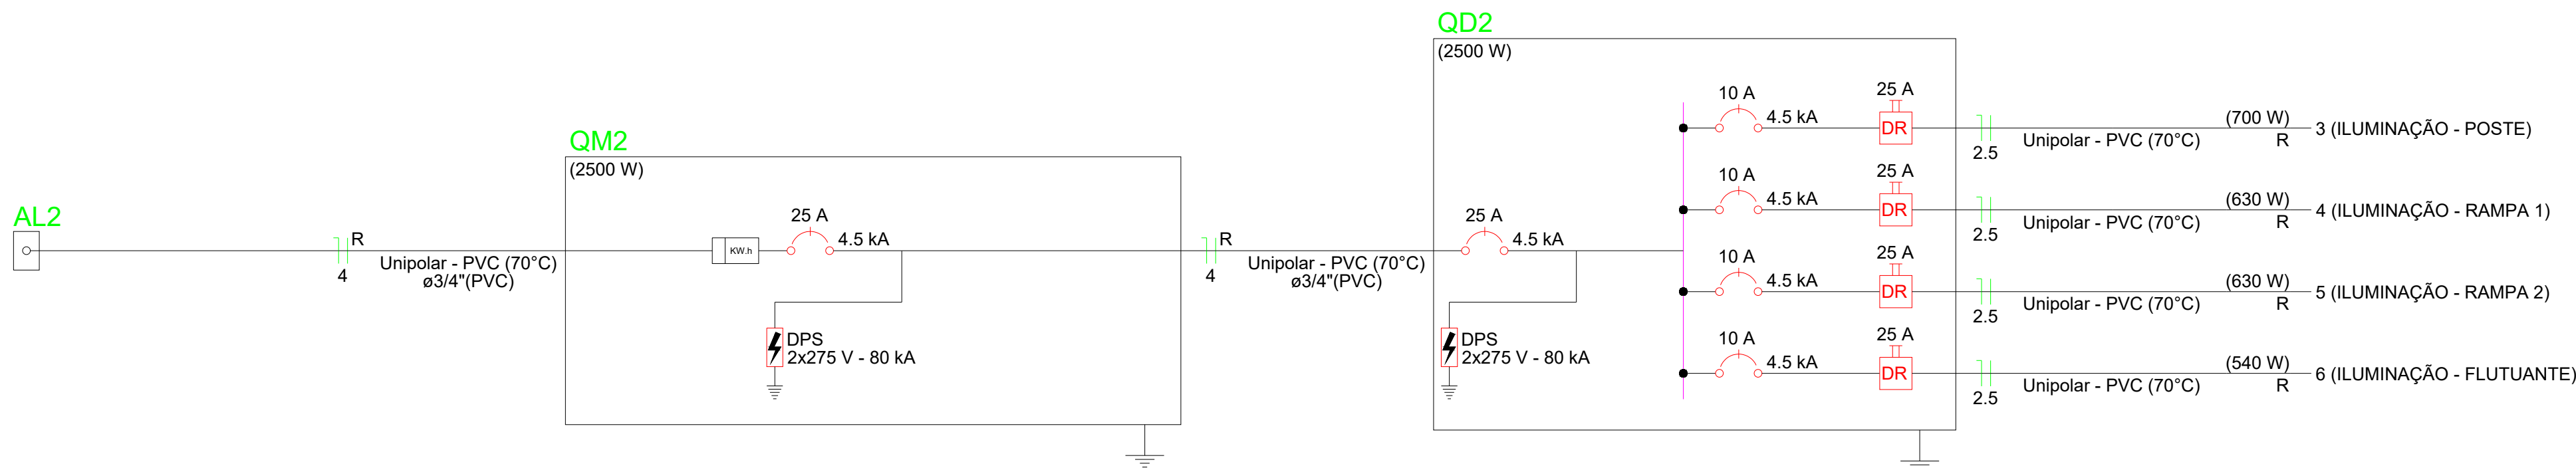 AL2
R
4
Unipolar - PVC (70°C)
ø3/4"(PVC)
QM2
(2500 W)
KW.h
25 A
4.5 kA
DPS
2x275 V - 80 kA
R
4
Unipolar - PVC (70°C)
ø3/4"(PVC)
QD2
(2500 W)
25 A
4.5 kA
DPS
2x275 V - 80 kA
10 A
4.5 kA
25 A
DR
2.5
Unipolar - PVC (70°C)
(700 W)
R
3 (ILUMINAÇÃO - POSTE)
10 A
4.5 kA
25 A
DR
2.5
Unipolar - PVC (70°C)
(630 W)
R
4 (ILUMINAÇÃO - RAMPA 1)
10 A
4.5 kA
25 A
DR
2.5
Unipolar - PVC (70°C)
(630 W)
R
5 (ILUMINAÇÃO - RAMPA 2)
10 A
4.5 kA
25 A
DR
2.5
Unipolar - PVC (70°C)
(540 W)
R
6 (ILUMINAÇÃO - FLUTUANTE)